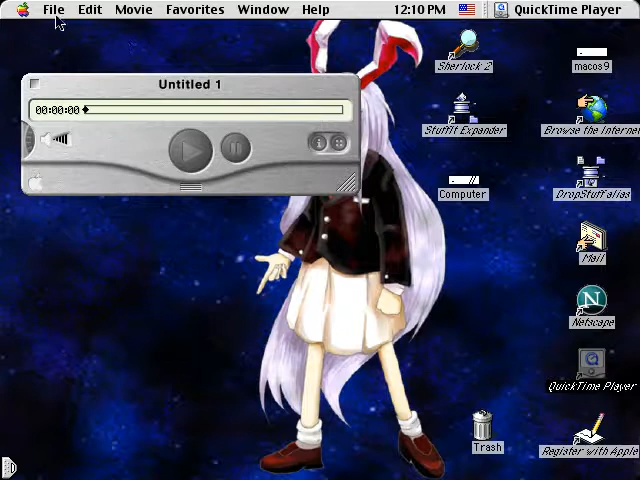 File Edit Movie Favorites Window Help 12:10 PM QuickTime Player
Untitled 1
00:00:00
Sherlock 2
macos9
StuffIt Expander
Browse the Internet
Computer
DropStuff alias
Mail
Netscape
QuickTime Player
Trash
Register with Apple